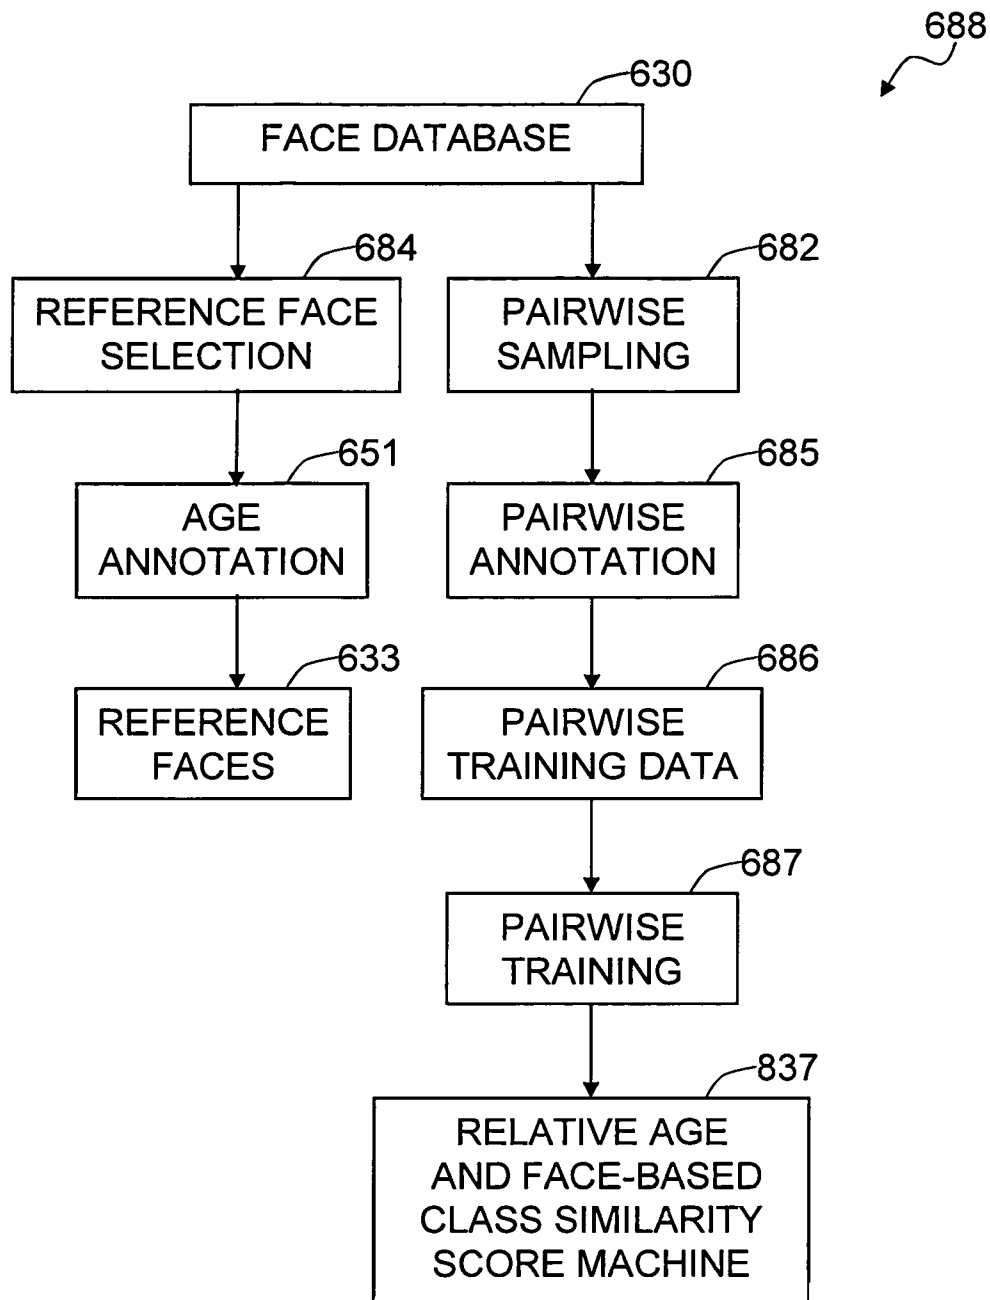 688
630
FACE DATABASE
684
REFERENCE FACE
SELECTION
682
PAIRWISE
SAMPLING
651
AGE
ANNOTATION
685
PAIRWISE
ANNOTATION
633
REFERENCE
FACES
686
PAIRWISE
TRAINING DATA
687
PAIRWISE
TRAINING
837
RELATIVE AGE
AND FACE-BASED
CLASS SIMILARITY
SCORE MACHINE